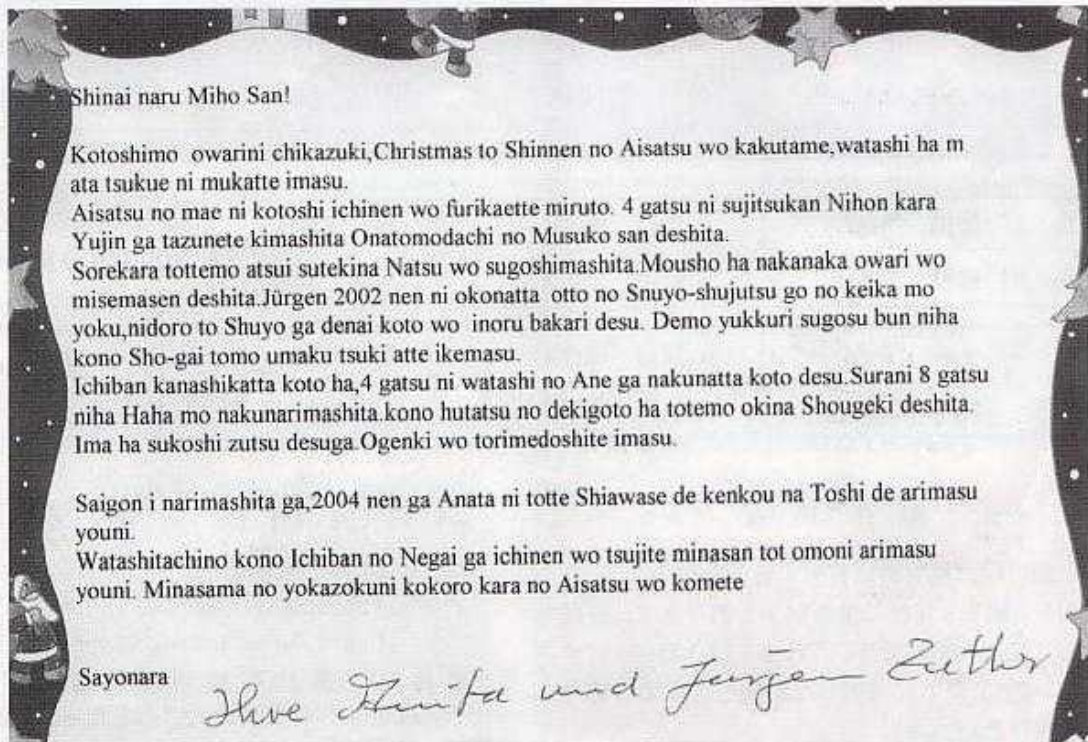 Shinai naru Miho San!
Kotoshimo owarini chikazuki,Christmas to Shinnen no Aisatsu wo kakutame,watashi ha m
ata tsukue ni mukatte imasu.
Aisatsu no mae ni kotoshi ichinen wo furikaette miruto. 4 gatsu ni sujitsukan Nihon kara
Yujin ga tazunete kimashita Onatomodachi no Musuko san deshita.
Sorekara tottemo atsui sutekina Natsu wo sugoshimashita.Mousho ha nakanaka owari wo
misemasen deshita.Jürgen 2002 nen ni okonatta otto no Snuyo-shujutsu go no keika mo
yoku,nidoro to Shuyo ga denai koto wo inoru bakari desu. Demo yukkuri sugosu bun niha
kono Sho-gai tomo umaku tsuki atte ikemasu.
Ichiban kanashikatta koto ha,4 gatsu ni watashi no Ane ga nakunatta koto desu.Surani 8 gatsu
niha Haha mo nakunarimashita.kono hutatsu no dekigoto ha totemo okina Shougeki deshita.
Ima ha sukoshi zutsu desuga.Ogenki wo torimedoshite imasu.
Saigon i narimashita ga,2004 nen ga Anata ni totte Shiawase de kenkou na Toshi de arimasu
youni.
Watashitachino kono Ichiban no Negai ga ichinen wo tsujite minasan tot omoni arimasu
youni. Minasama no yokazokuni kokoro kara no Aisatsu wo komete
Sayonara
Ihre Anita und Jürgen